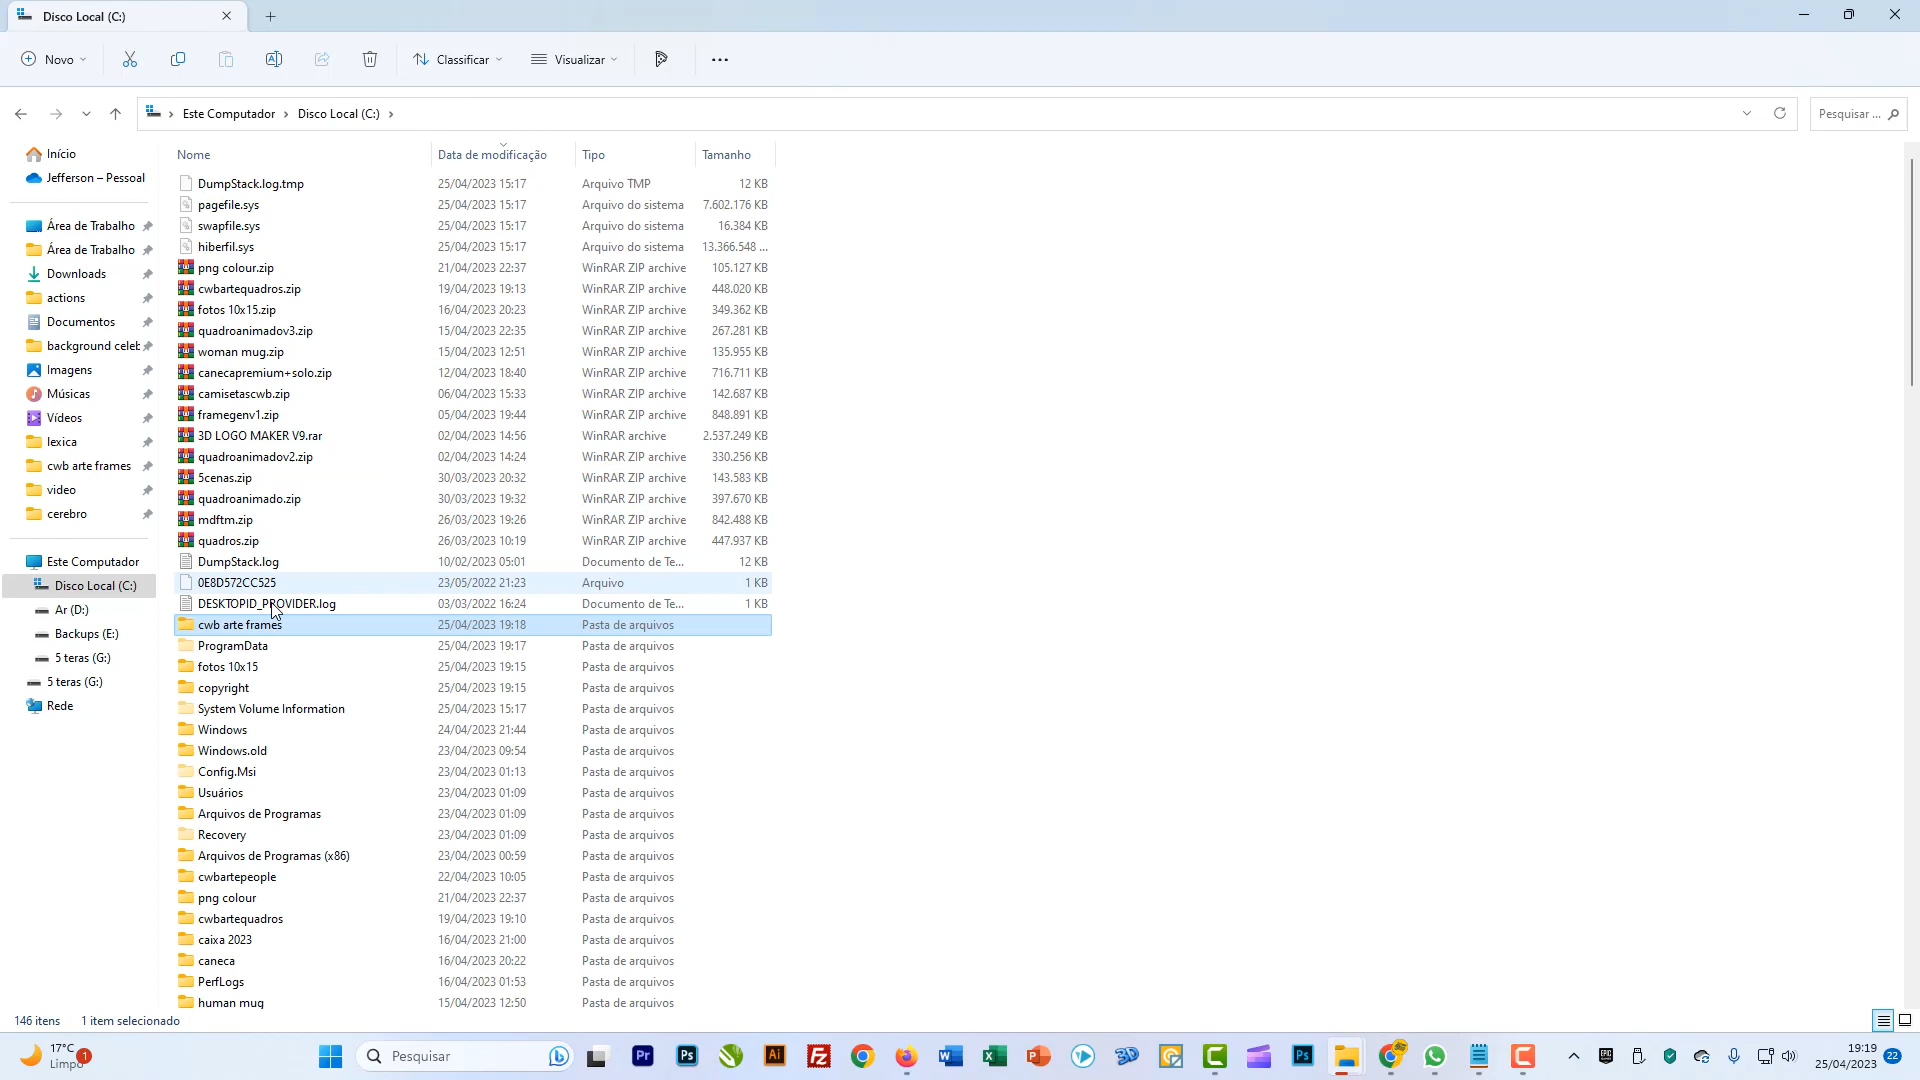 Disco Local (C:)
Novo
Classificar
Visualizar
Este Computador
Disco Local (C:)
Pesquisar ...
Início
Jefferson – Pessoal
Área de Trabalho
Área de Trabalho
Downloads
actions
Documentos
background celeb
Imagens
Músicas
Vídeos
lexica
cwb arte frames
video
cerebro
Este Computador
Disco Local (C:)
Ar (D:)
Backups (E:)
5 teras (G:)
5 teras (G:)
Rede
Nome Data de modificação Tipo Tamanho
DumpStack.log.tmp 25/04/2023 15:17 Arquivo TMP 12 KB
pagefile.sys 25/04/2023 15:17 Arquivo do sistema 7.602.176 KB
swapfile.sys 25/04/2023 15:17 Arquivo do sistema 16.384 KB
hiberfil.sys 25/04/2023 15:17 Arquivo do sistema 13.366.548 ...
png colour.zip 21/04/2023 22:37 WinRAR ZIP archive 105.127 KB
cwbartequadros.zip 19/04/2023 19:13 WinRAR ZIP archive 448.020 KB
fotos 10x15.zip 16/04/2023 20:23 WinRAR ZIP archive 349.362 KB
quadroanimadov3.zip 15/04/2023 22:35 WinRAR ZIP archive 267.281 KB
woman mug.zip 15/04/2023 12:51 WinRAR ZIP archive 135.955 KB
canecapremium+solo.zip 12/04/2023 18:40 WinRAR ZIP archive 716.711 KB
camisetascwb.zip 06/04/2023 15:33 WinRAR ZIP archive 142.687 KB
framegenv1.zip 05/04/2023 19:44 WinRAR ZIP archive 848.891 KB
3D LOGO MAKER V9.rar 02/04/2023 14:56 WinRAR archive 2.537.249 KB
quadroanimadov2.zip 02/04/2023 14:24 WinRAR ZIP archive 330.256 KB
5cenas.zip 30/03/2023 20:32 WinRAR ZIP archive 143.583 KB
quadroanimado.zip 30/03/2023 19:32 WinRAR ZIP archive 397.670 KB
mdftm.zip 26/03/2023 19:26 WinRAR ZIP archive 842.488 KB
quadros.zip 26/03/2023 10:19 WinRAR ZIP archive 447.937 KB
DumpStack.log 10/02/2023 05:01 Documento de Te... 12 KB
0E8D572CC525 23/05/2022 21:23 Arquivo 1 KB
DESKTOPID_PROVIDER.log 03/03/2022 16:24 Documento de Te... 1 KB
cwb arte frames 25/04/2023 19:18 Pasta de arquivos
ProgramData 25/04/2023 19:17 Pasta de arquivos
fotos 10x15 25/04/2023 19:15 Pasta de arquivos
copyright 25/04/2023 19:15 Pasta de arquivos
System Volume Information 25/04/2023 15:17 Pasta de arquivos
Windows 24/04/2023 21:44 Pasta de arquivos
Windows.old 23/04/2023 09:54 Pasta de arquivos
Config.Msi 23/04/2023 01:13 Pasta de arquivos
Usuários 23/04/2023 01:09 Pasta de arquivos
Arquivos de Programas 23/04/2023 01:09 Pasta de arquivos
Recovery 23/04/2023 01:09 Pasta de arquivos
Arquivos de Programas (x86) 23/04/2023 00:59 Pasta de arquivos
cwbartepeople 22/04/2023 10:05 Pasta de arquivos
png colour 21/04/2023 22:37 Pasta de arquivos
cwbartequadros 19/04/2023 19:10 Pasta de arquivos
caixa 2023 16/04/2023 21:00 Pasta de arquivos
caneca 16/04/2023 20:22 Pasta de arquivos
PerfLogs 16/04/2023 01:53 Pasta de arquivos
human mug 15/04/2023 12:50 Pasta de arquivos
146 itens 1 item selecionado
17°C
Limpo
1
Pesquisar
Pr
Ps
Ai
Fz
W
X
P
3D
C
Ps
C
EPIC
19:19
25/04/2023
22